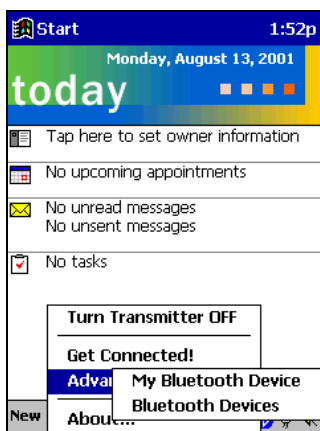 Start 1:52p
Monday, August 13, 2001
today
Tap here to set owner information
No upcoming appointments
No unread messages
No unsent messages
No tasks
Turn Transmitter OFF
Get Connected!
Advan
My Bluetooth Device
Bluetooth Devices
New
About...